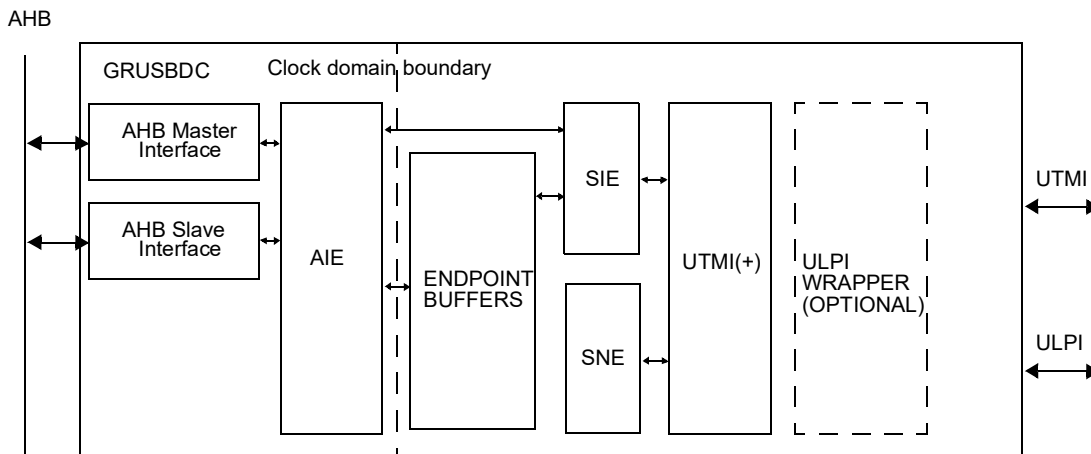 AHB
GRUSBDC
Clock domain boundary
AHB Master
Interface
AHB Slave
Interface
AIE
ENDPOINT
BUFFERS
SIE
SNE
UTMI(+)
ULPI
WRAPPER
(OPTIONAL)
UTMI
ULPI